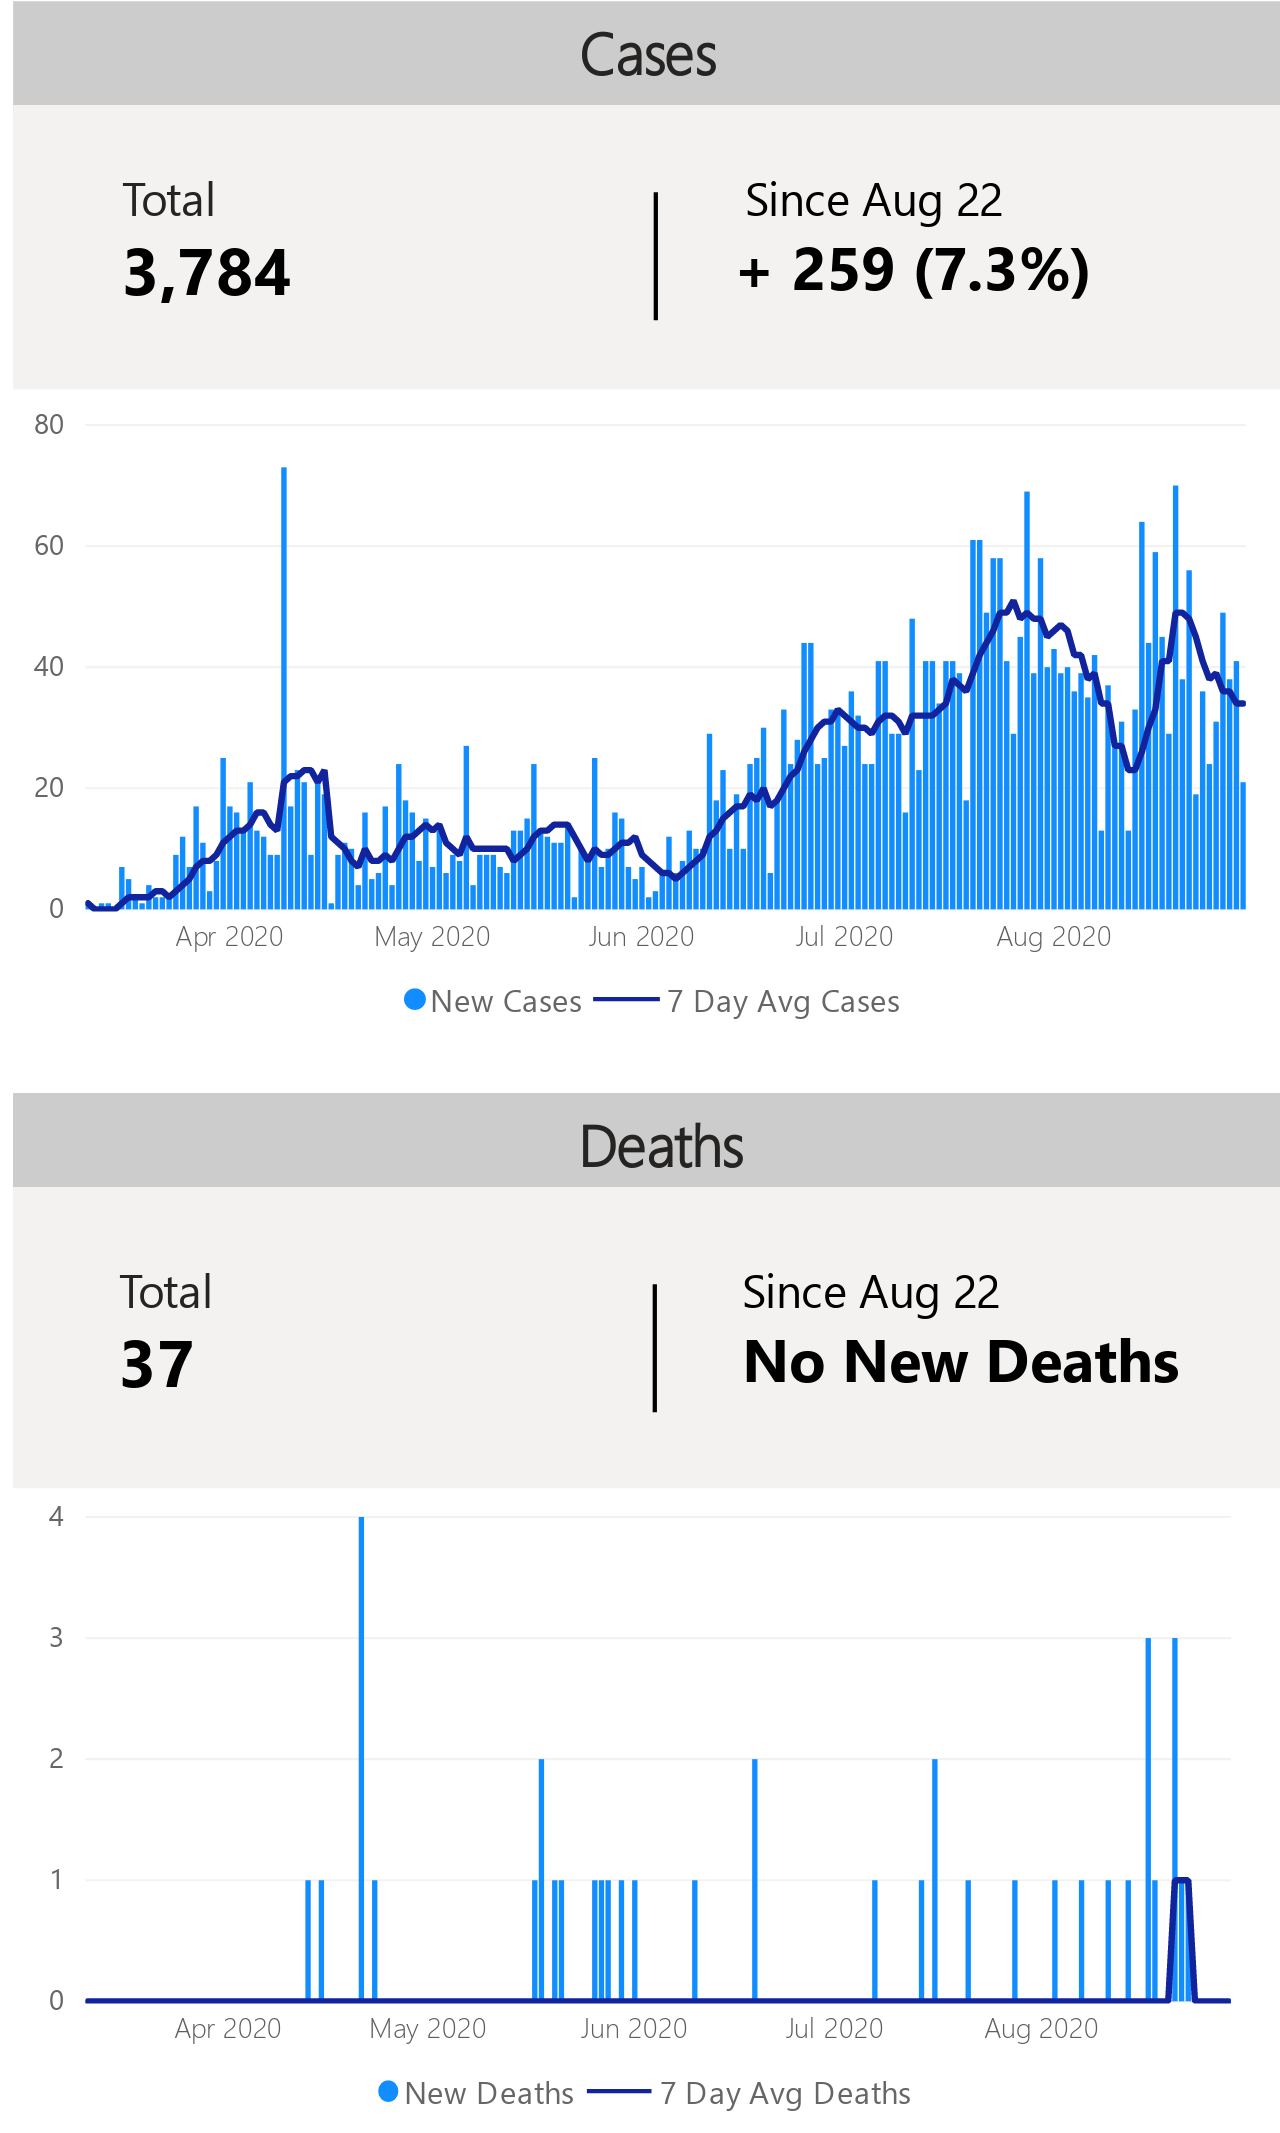 Cases
Total
3,784
Since Aug 22
+ 259 (7.3%)
80
60
40
20
0
Apr 2020
May 2020
Jun 2020
Jul 2020
Aug 2020
New Cases
7 Day Avg Cases
Deaths
Total
37
Since Aug 22
No New Deaths
4
3
2
1
0
Apr 2020
May 2020
Jun 2020
Jul 2020
Aug 2020
New Deaths
7 Day Avg Deaths